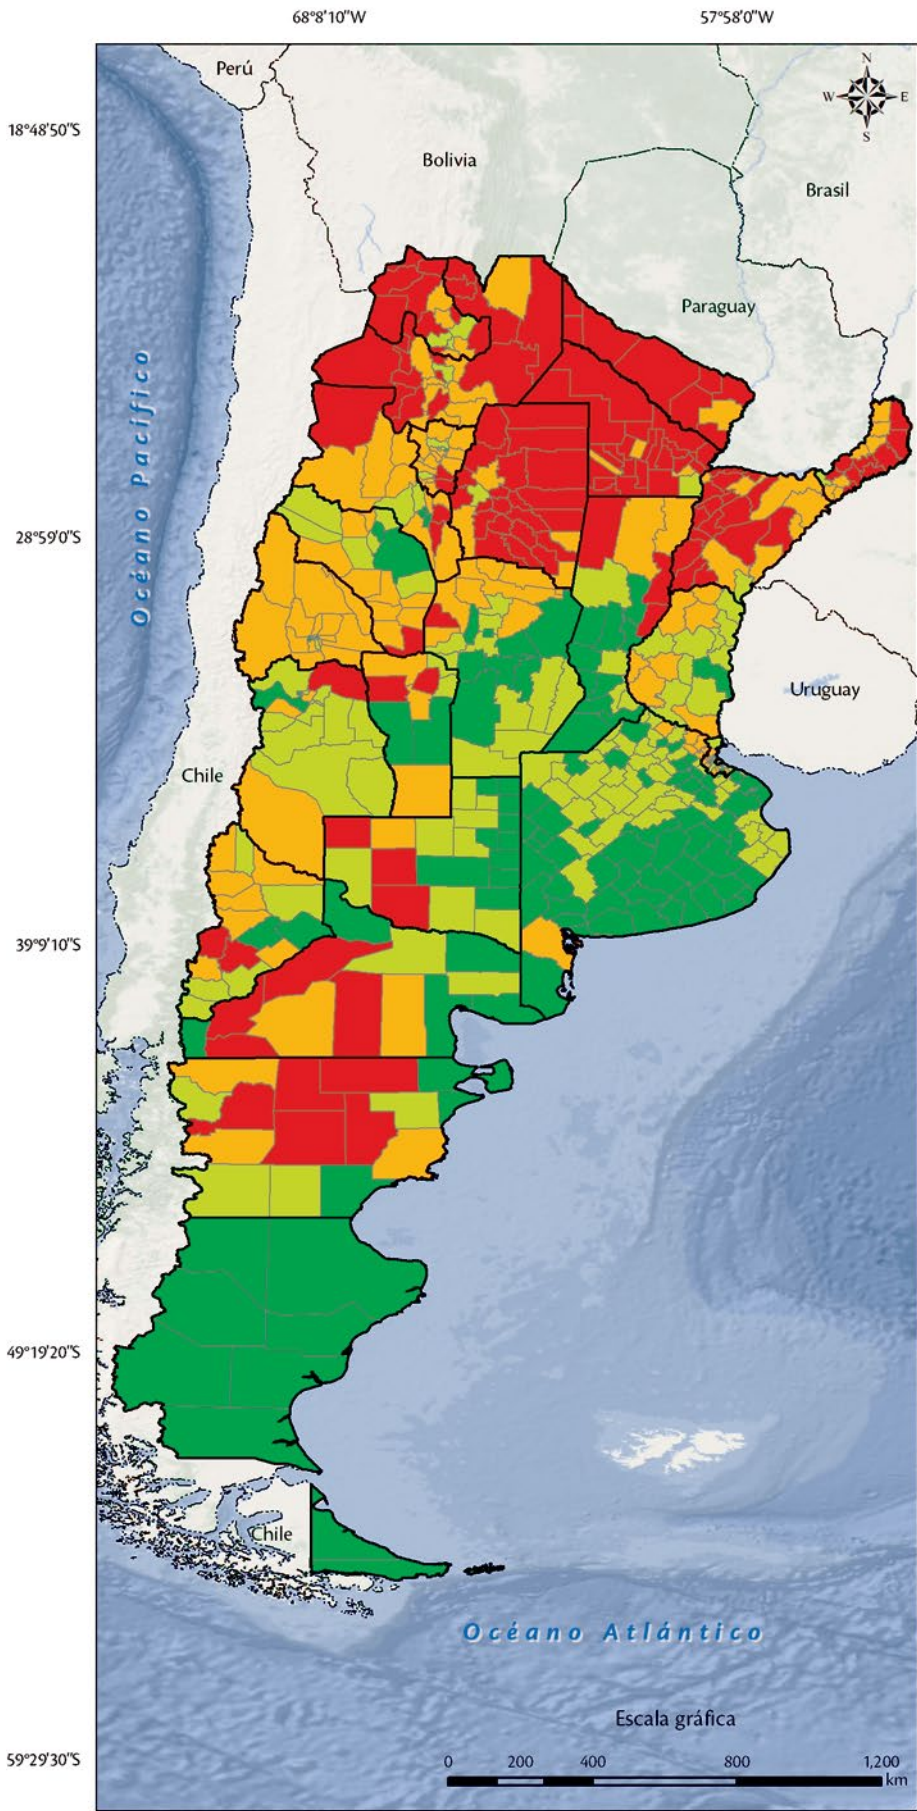 68°8'10"W 57°58'0"W
Perú
N
W E
S
18°48'50"S
Bolivia
Brasil
Paraguay
Océano Pacífico
28°59'0"S
Uruguay
Chile
39°9'10"S
49°19'20"S
Chile
Océano Atlántico
Escala gráfica
59°29'30"S
0 200 400 800 1,200
km